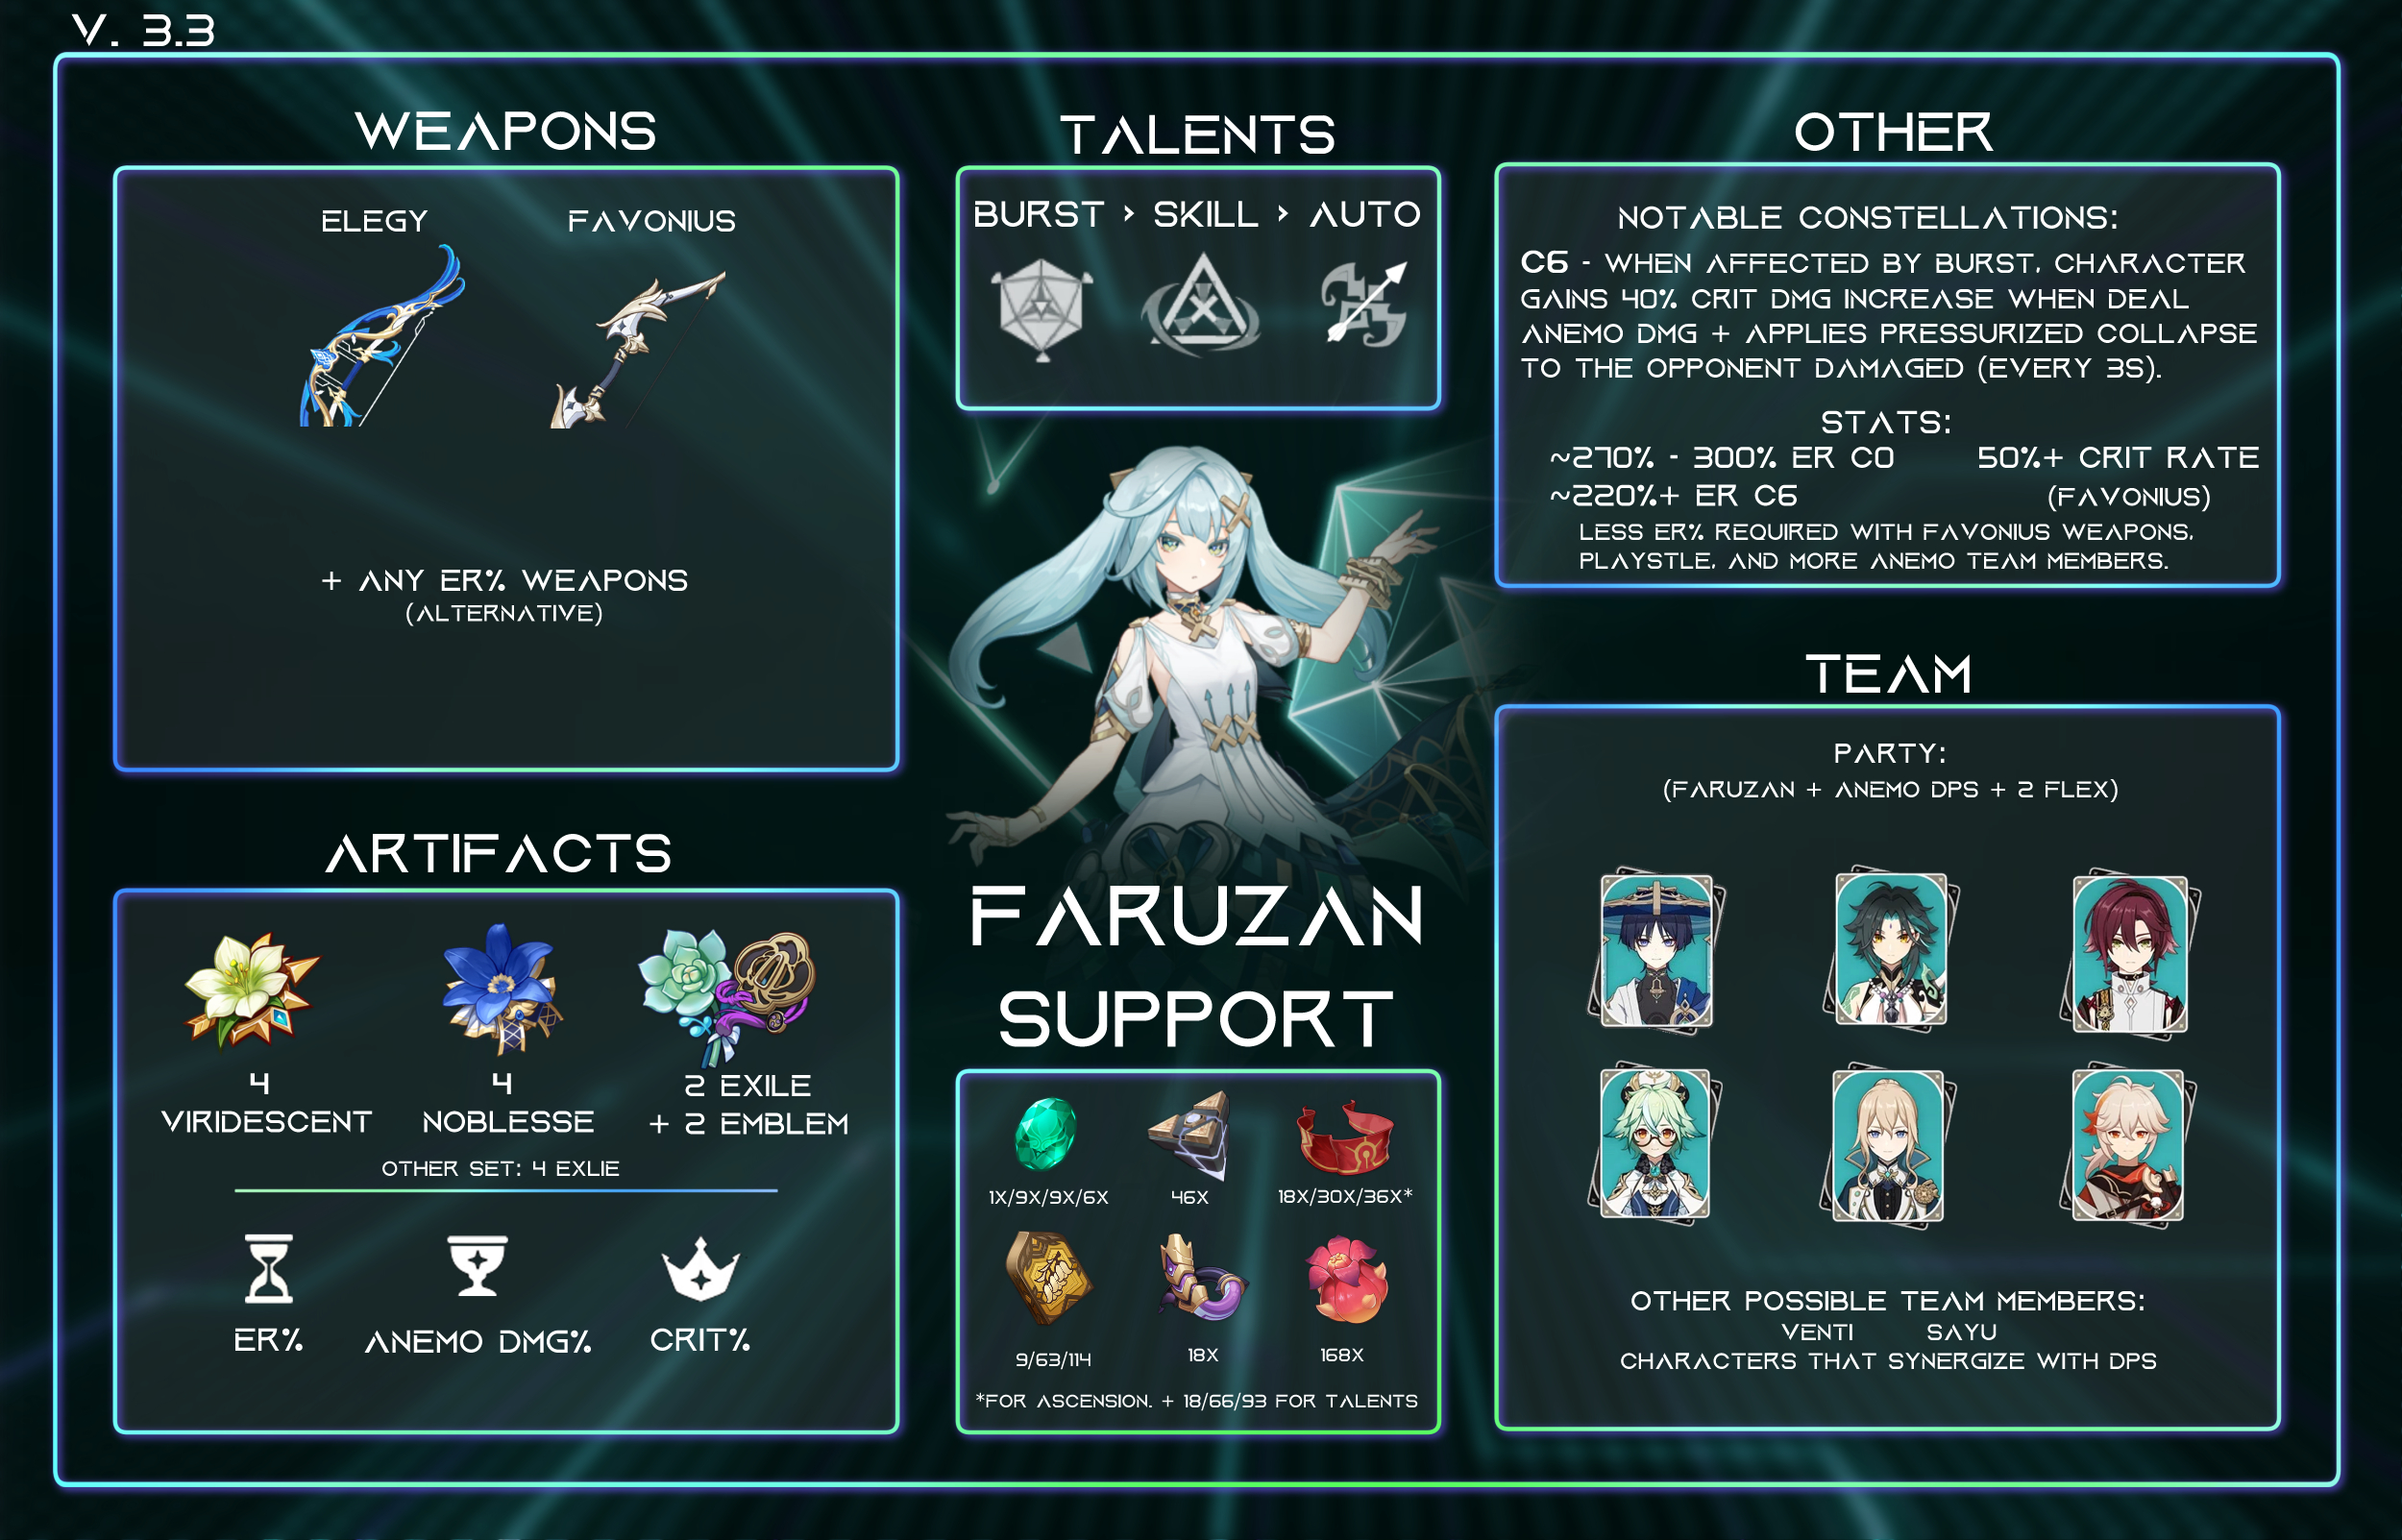 V. 3.3
WEAPONS
ELEGY
FAVONIUS
+ ANY ER% WEAPONS
(ALTERNATIVE)
ARTIFACTS
4
VIRIDESCENT
4
NOBLESSE
2 EXILE
+ 2 EMBLEM
OTHER SET: 4 EXLIE
ER%
ANEMO DMG%
CRIT%
TALENTS
BURST > SKILL > AUTO
FARUZAN
SUPPORT
1X/9X/9X/6X
46X
18X/30X/36X*
9/63/114
18X
168X
*FOR ASCENSION. + 18/66/93 FOR TALENTS
OTHER
NOTABLE CONSTELLATIONS:
C6 - WHEN AFFECTED BY BURST, CHARACTER
GAINS 40% CRIT DMG INCREASE WHEN DEAL
ANEMO DMG + APPLIES PRESSURIZED COLLAPSE
TO THE OPPONENT DAMAGED (EVERY 3S).
STATS:
~270% - 300% ER C0
50%+ CRIT RATE
~220%+ ER C6
(FAVONIUS)
LESS ER% REQUIRED WITH FAVONIUS WEAPONS,
PLAYSTLE, AND MORE ANEMO TEAM MEMBERS.
TEAM
PARTY:
(FARUZAN + ANEMO DPS + 2 FLEX)
OTHER POSSIBLE TEAM MEMBERS:
VENTI SAYU
CHARACTERS THAT SYNERGIZE WITH DPS